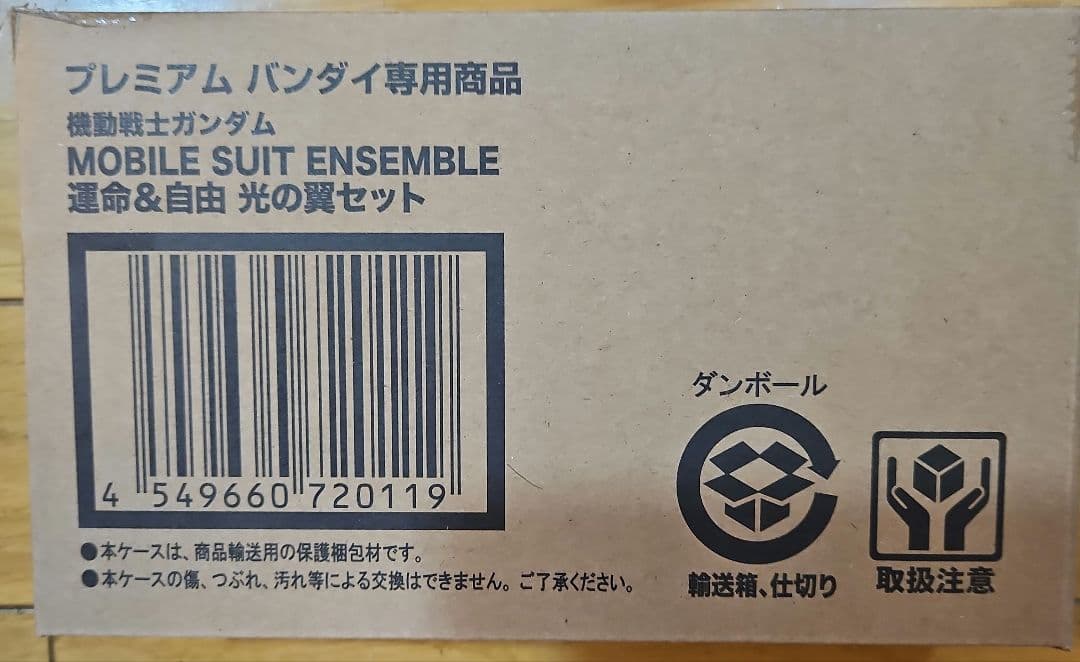 プレミアム バンダイ専用商品
機動戦士ガンダム
MOBILE SUIT ENSEMBLE
運命&自由 光の翼セット
4 549660 720119
●本ケースは、商品輸送用の保護梱包材です。
●本ケースの傷、つぶれ、汚れ等による交換はできません。ご了承ください。
ダンボール
輸送箱、仕切り
取扱注意